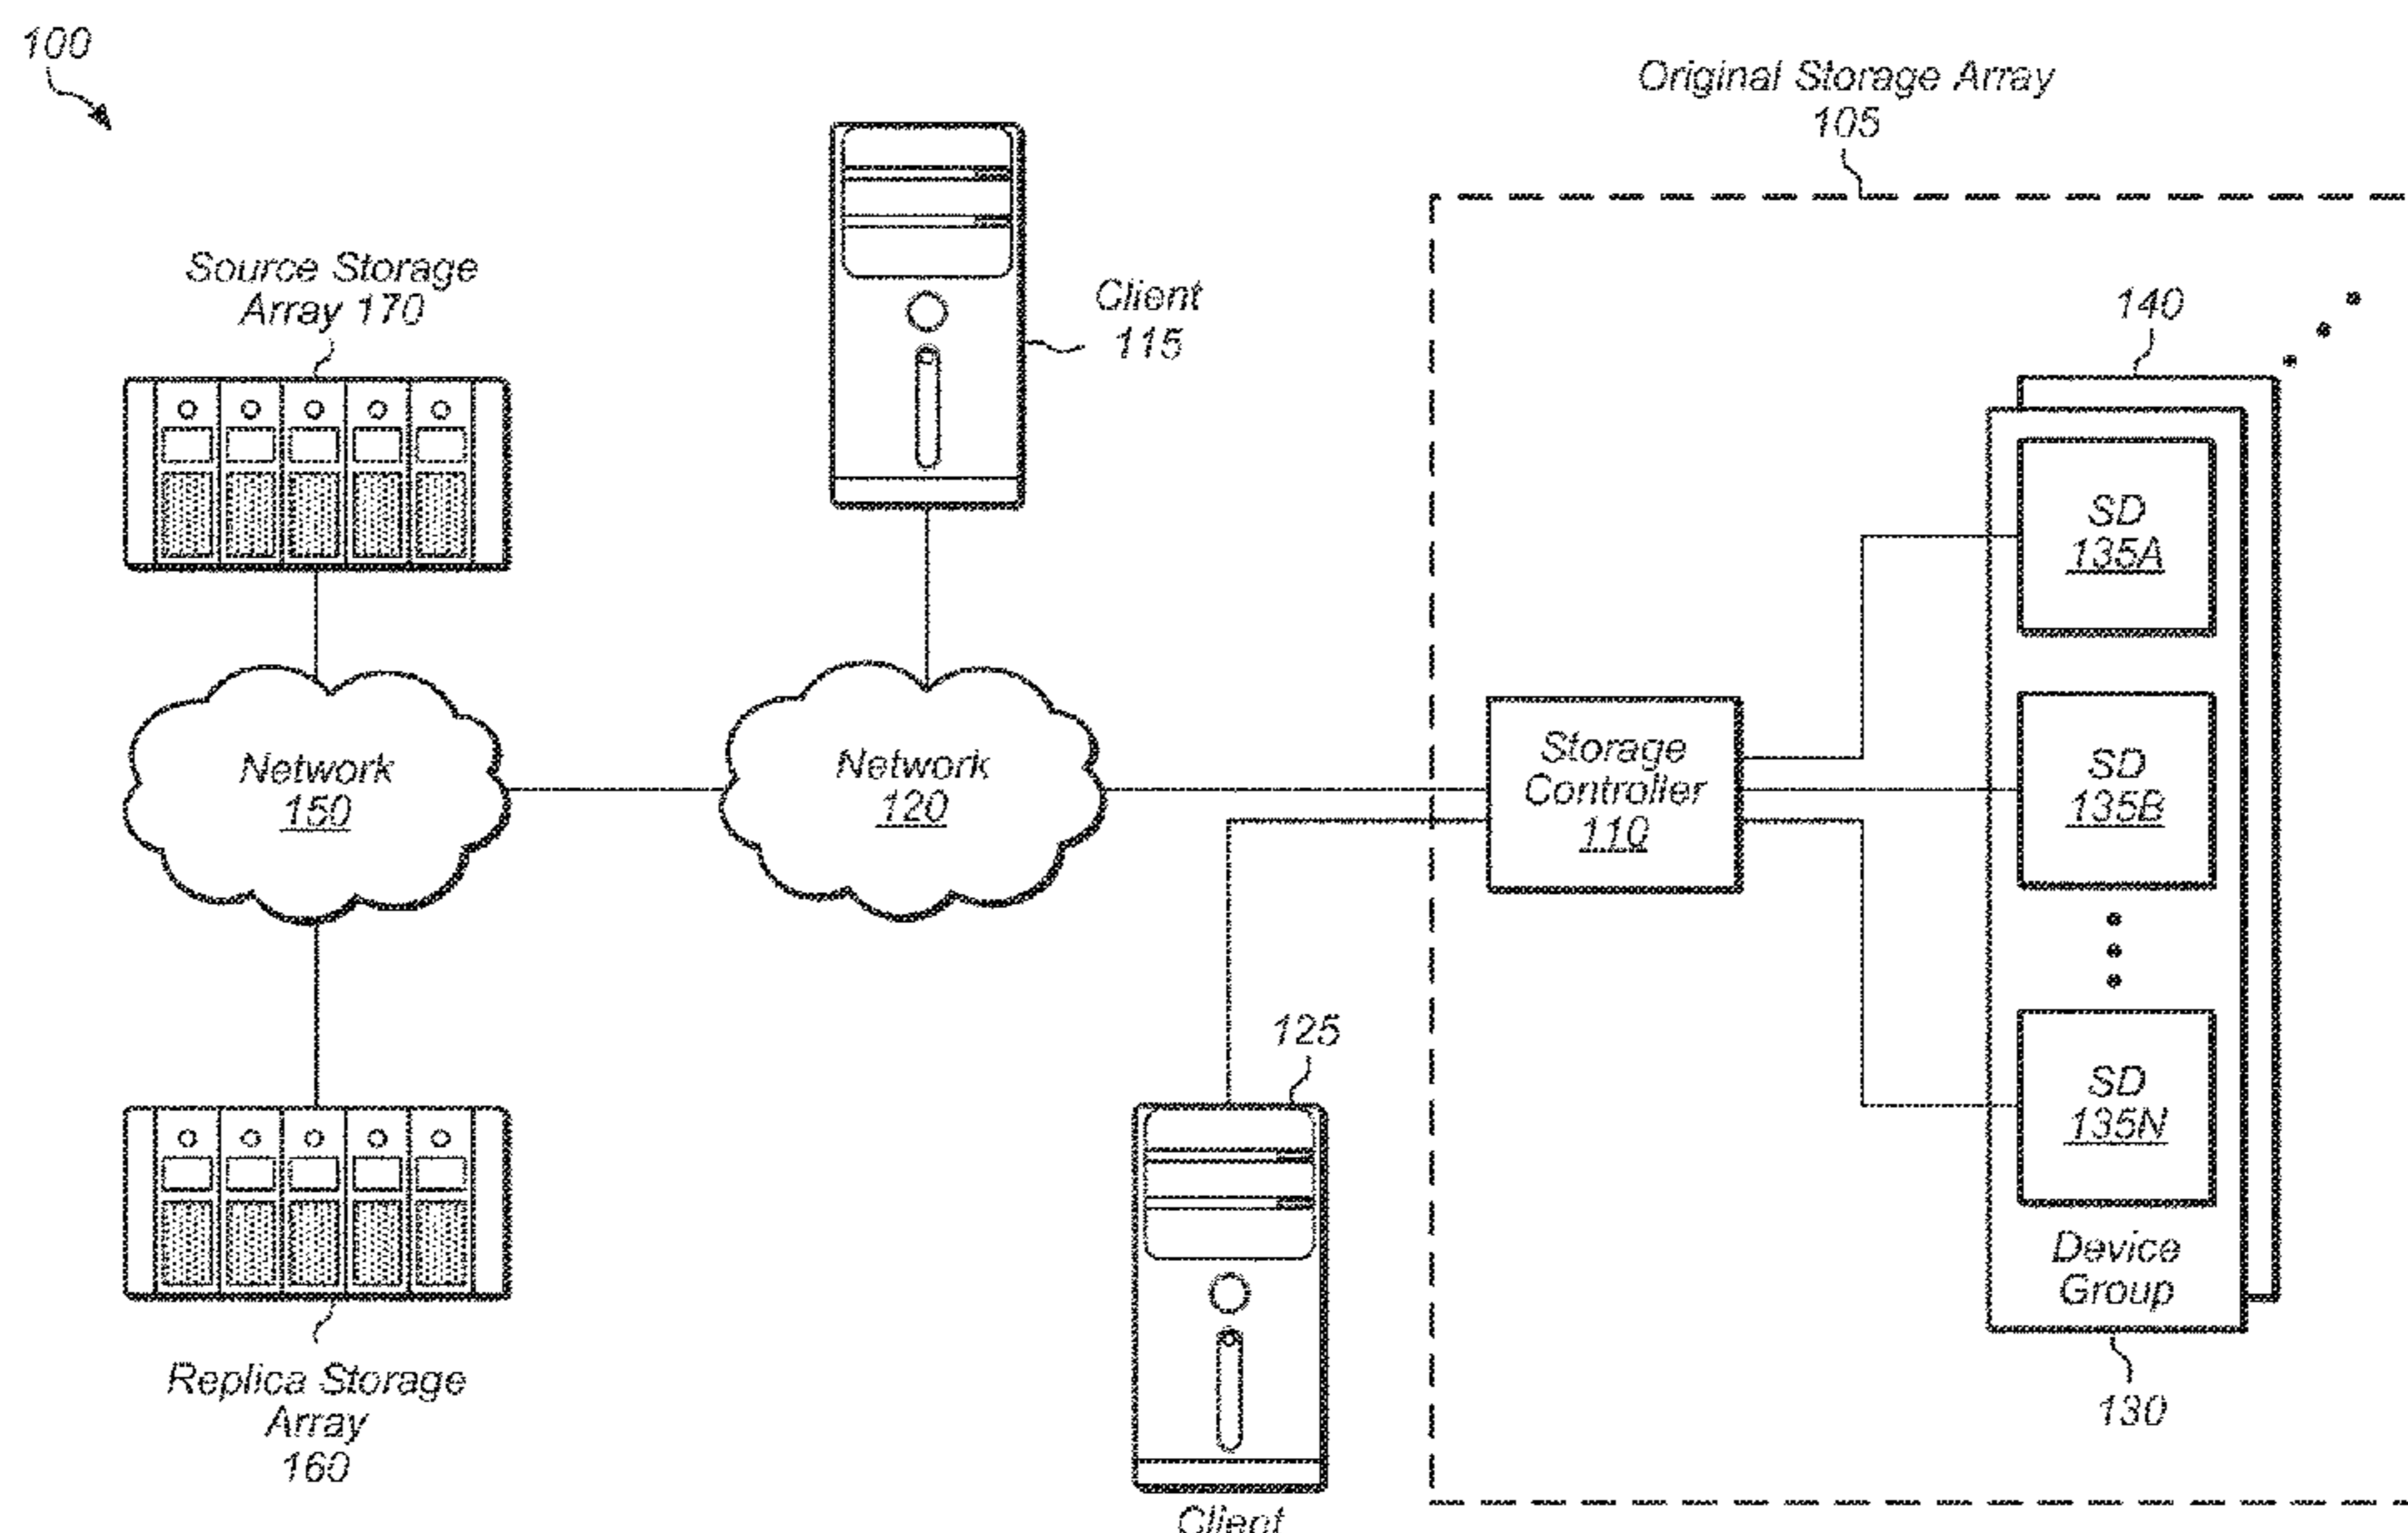 100
Original Storage Array
105
Source Storage
Array 170
Client
115
140
SD
135A
Network
150
Network
120
Storage
Controller
110
SD
135B
125
SD
135N
Device
Group
130
Replica Storage
Array
160
Client